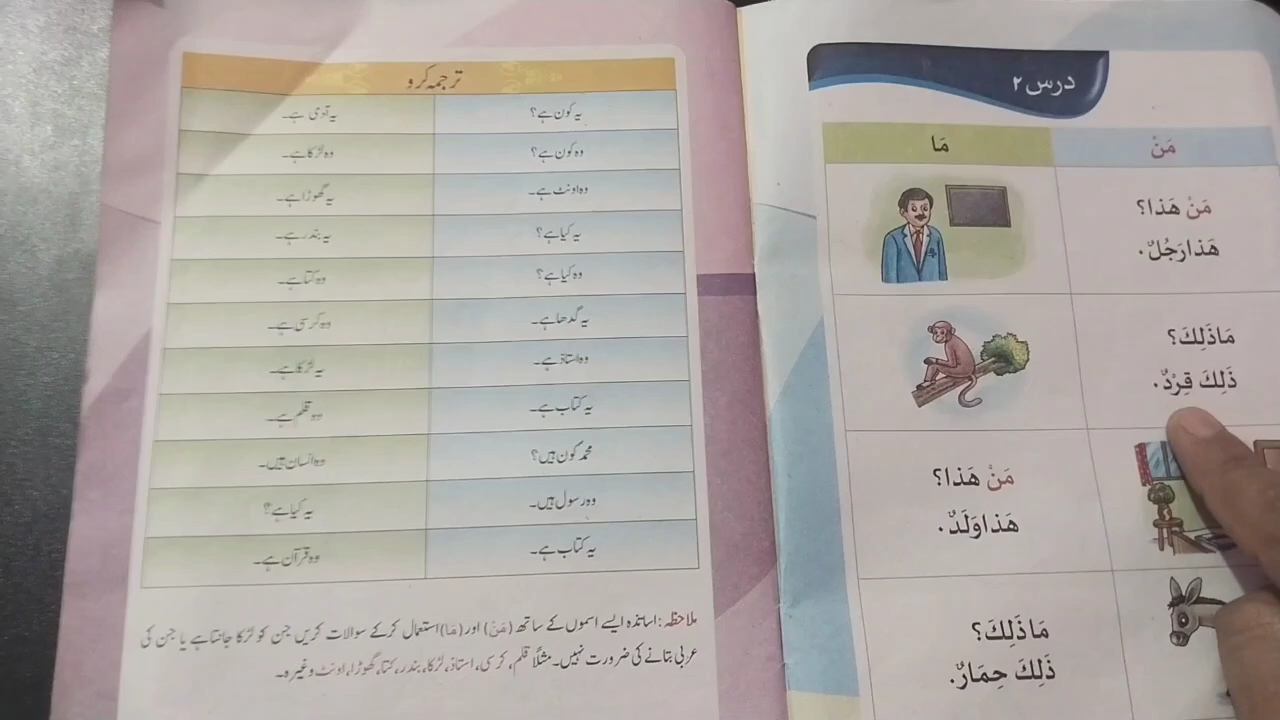 ترجمہ کرو
یہ کون ہے؟ یہ آدمی ہے۔
وہ کون ہے؟ وہ لڑکا ہے۔
وہ اونٹ ہے۔ یہ گھوڑا ہے۔
یہ کیا ہے؟ یہ بندر ہے۔
وہ کیا ہے؟ وہ کتا ہے۔
یہ گدھا ہے۔ وہ کرسی ہے۔
وہ استاذ ہے۔ یہ لڑکا ہے۔
یہ کتاب ہے۔ وہ قلم ہے۔
محمد کون ہیں؟ وہ انسان ہیں۔
وہ رسول ہیں۔ یہ کیا ہے؟
یہ کتاب ہے۔ وہ قرآن ہے۔
ملاحظہ: اساتذہ ایسے اسموں کے ساتھ (مَنْ) اور (مَا) استعمال کرکے سوالات کریں جن کو لڑکا جانتا ہے یا جن کی
عربی بتانے کی ضرورت نہیں۔ مثلاً قلم، کرسی، استاذ، لڑکا، بندر، کتا، گھوڑا، اونٹ وغیرہ۔
درس ۲
مَنْ مَا
مَنْ هَذا؟
هَذا رَجُلٌ.
مَا ذَلِكَ؟
ذَلِكَ قِرْدٌ.
مَنْ هَذا؟
هَذا وَلَدٌ.
مَا ذَلِكَ؟
ذَلِكَ حِمَارٌ.